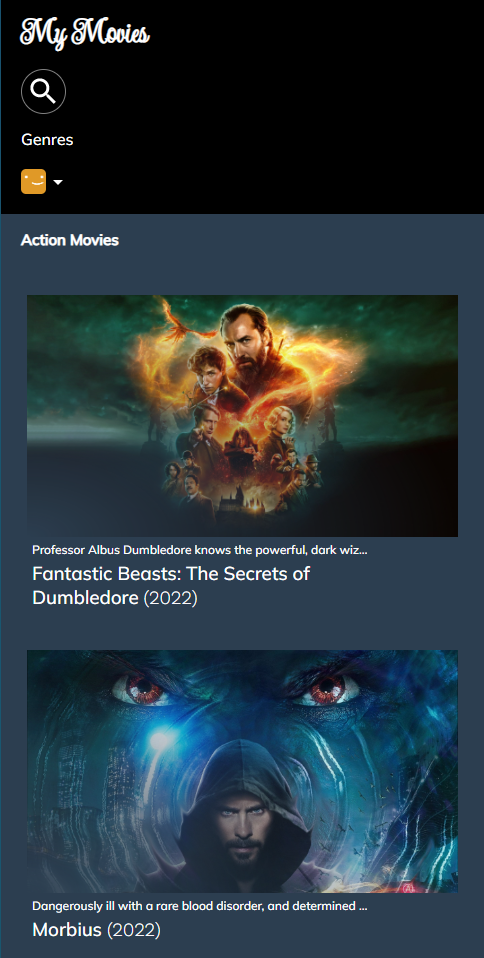 My Movies
Genres
Action Movies
Professor Albus Dumbledore knows the powerful, dark wiz...
Fantastic Beasts: The Secrets of
Dumbledore (2022)
Dangerously ill with a rare blood disorder, and determined ...
Morbius (2022)